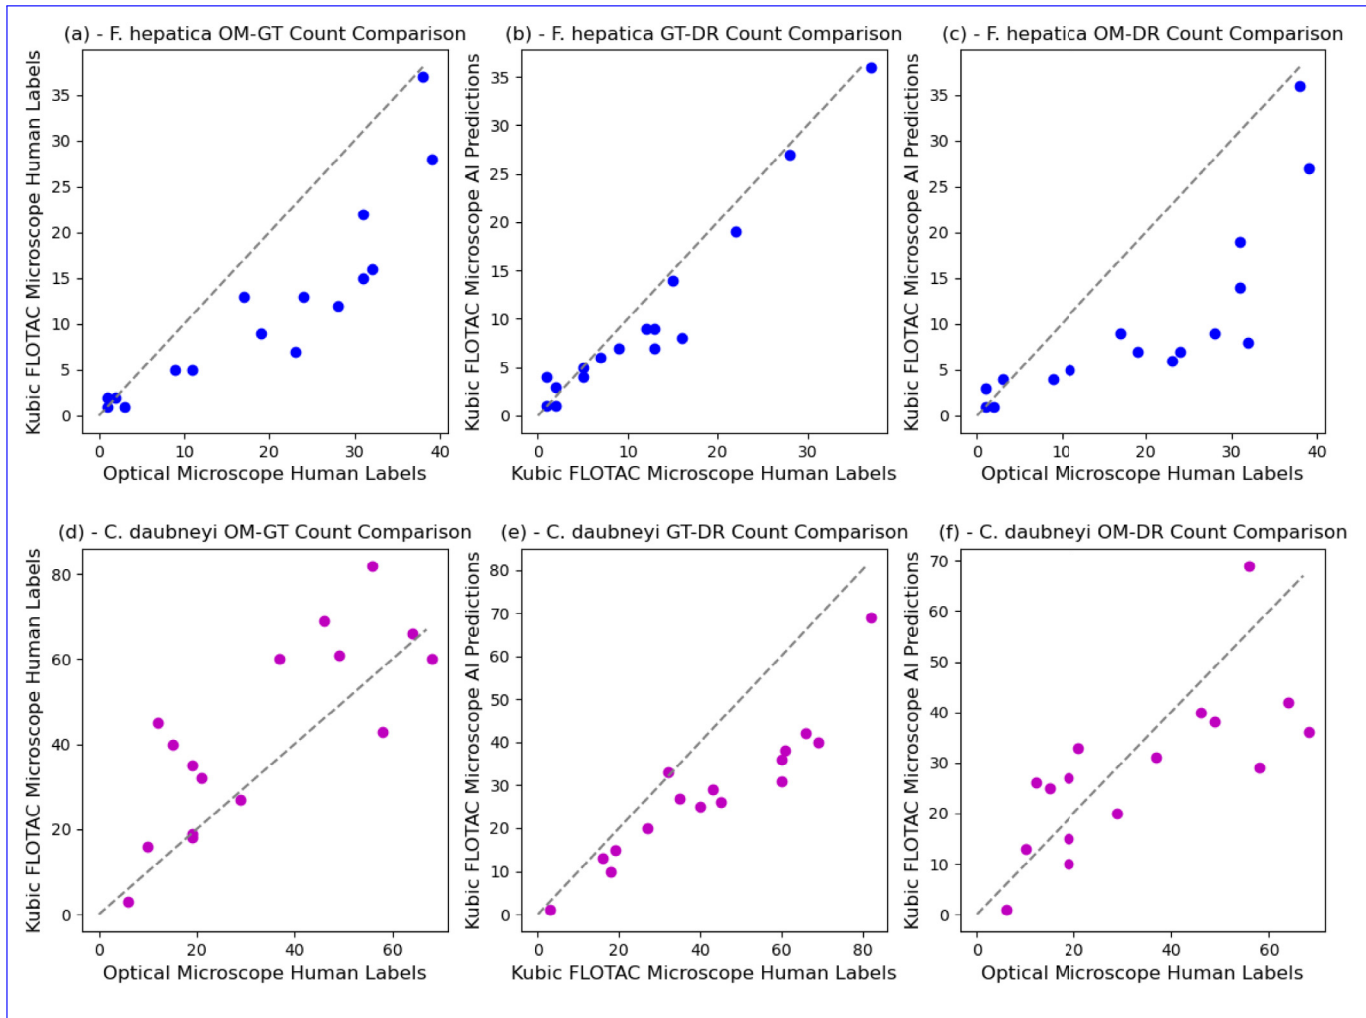 (a) - F. hepatica OM-GT Count Comparison
Kubic FLOTAC Microscope Human Labels
35
30
25
20
15
10
5
0
0 10 20 30 40
Optical Microscope Human Labels
(b) - F. hepatica GT-DR Count Comparison
Kubic FLOTAC Microscope AI Predictions
35
30
25
20
15
10
5
0
0 10 20 30
Kubic FLOTAC Microscope Human Labels
(c) - F. hepatica OM-DR Count Comparison
Kubic FLOTAC Microscope AI Predictions
35
30
25
20
15
10
5
0
0 10 20 30 40
Optical Microscope Human Labels
(d) - C. daubneyi OM-GT Count Comparison
Kubic FLOTAC Microscope Human Labels
80
60
40
20
0
0 20 40 60
Optical Microscope Human Labels
(e) - C. daubneyi GT-DR Count Comparison
Kubic FLOTAC Microscope AI Predictions
80
70
60
50
40
30
20
10
0
0 20 40 60 80
Kubic FLOTAC Microscope Human Labels
(f) - C. daubneyi OM-DR Count Comparison
Kubic FLOTAC Microscope AI Predictions
70
60
50
40
30
20
10
0
0 20 40 60
Optical Microscope Human Labels